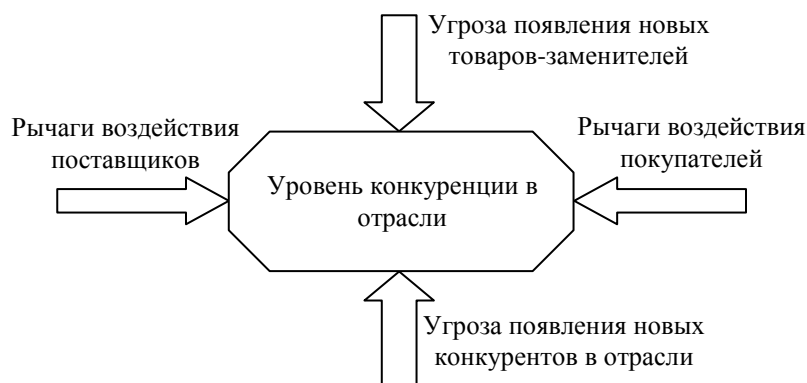 Угроза появления новых
товаров-заменителей
Рычаги воздействия
поставщиков
Уровень конкуренции в
отрасли
Рычаги воздействия
покупателей
Угроза появления новых
конкурентов в отрасли